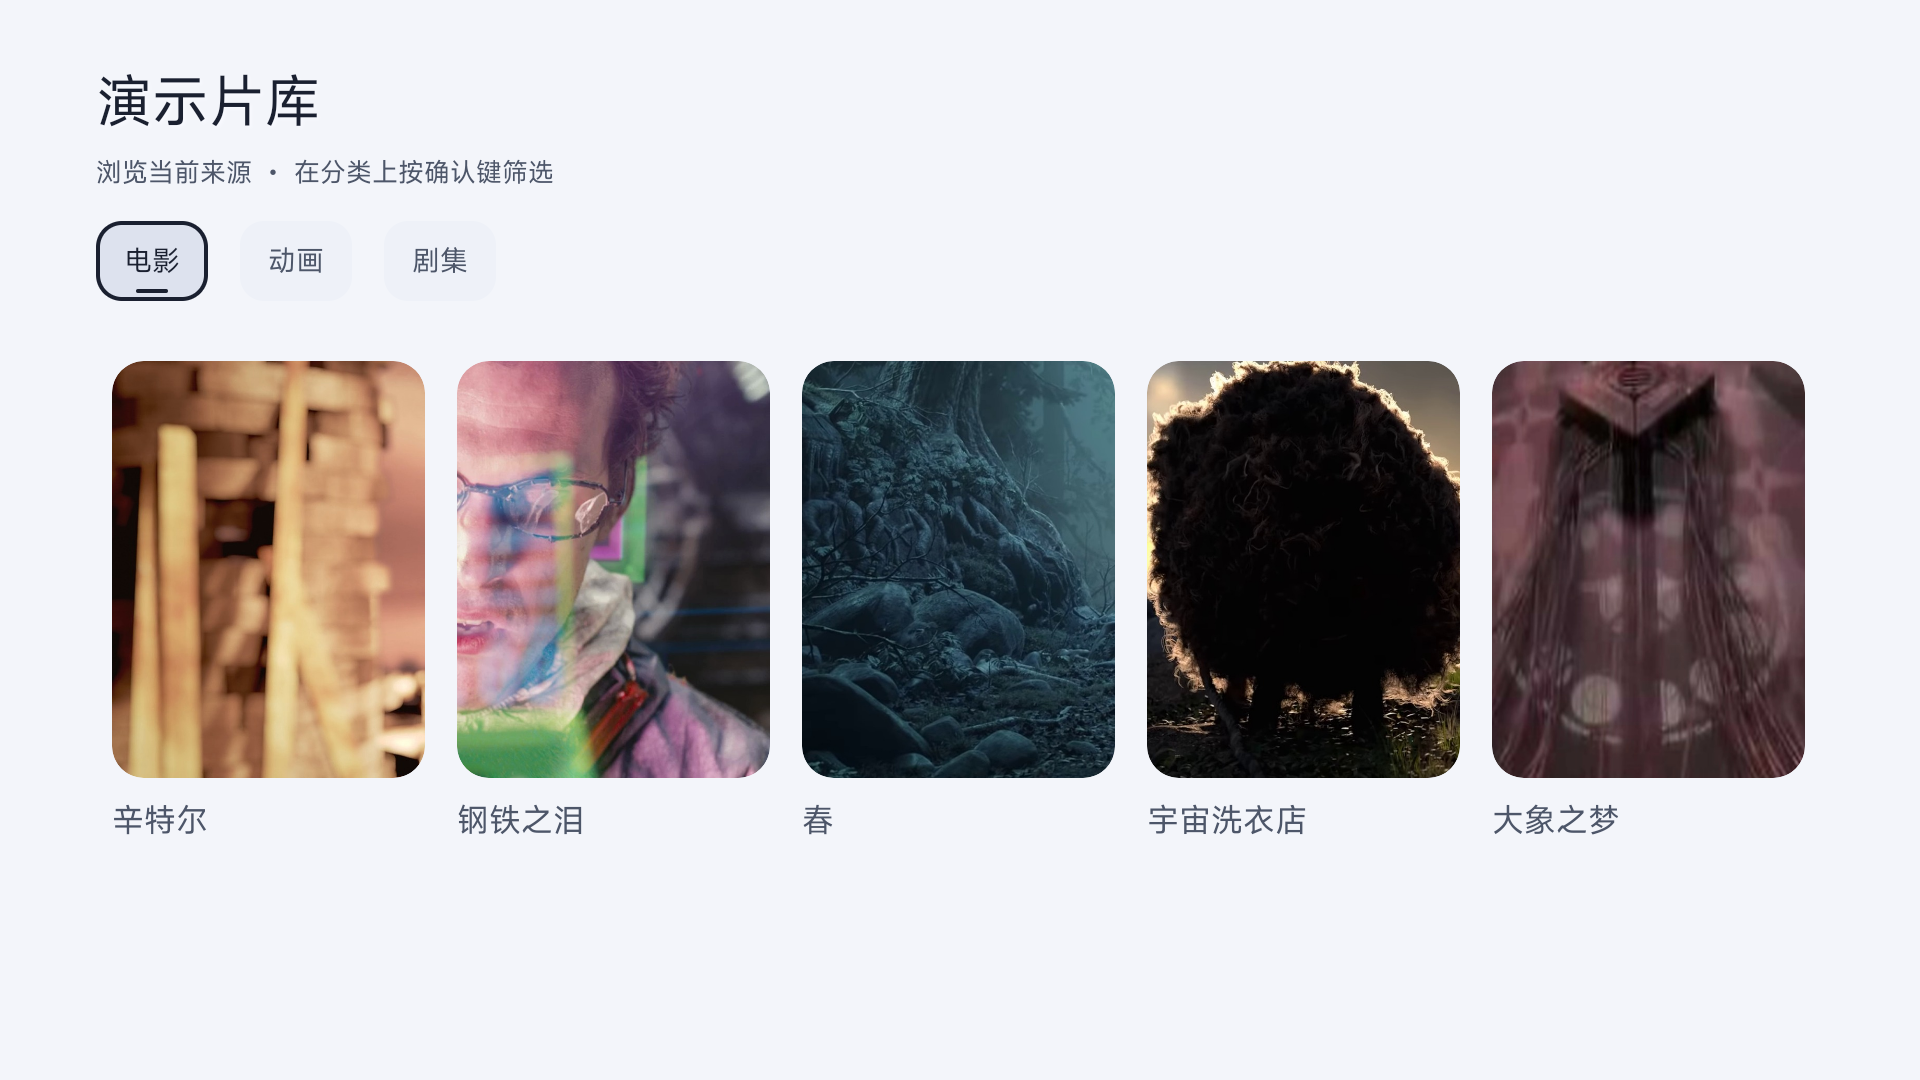 演示片库
浏览当前来源 • 在分类上按确认键筛选
电影
动画
剧集
辛特尔
钢铁之泪
春
宇宙洗衣店
大象之梦